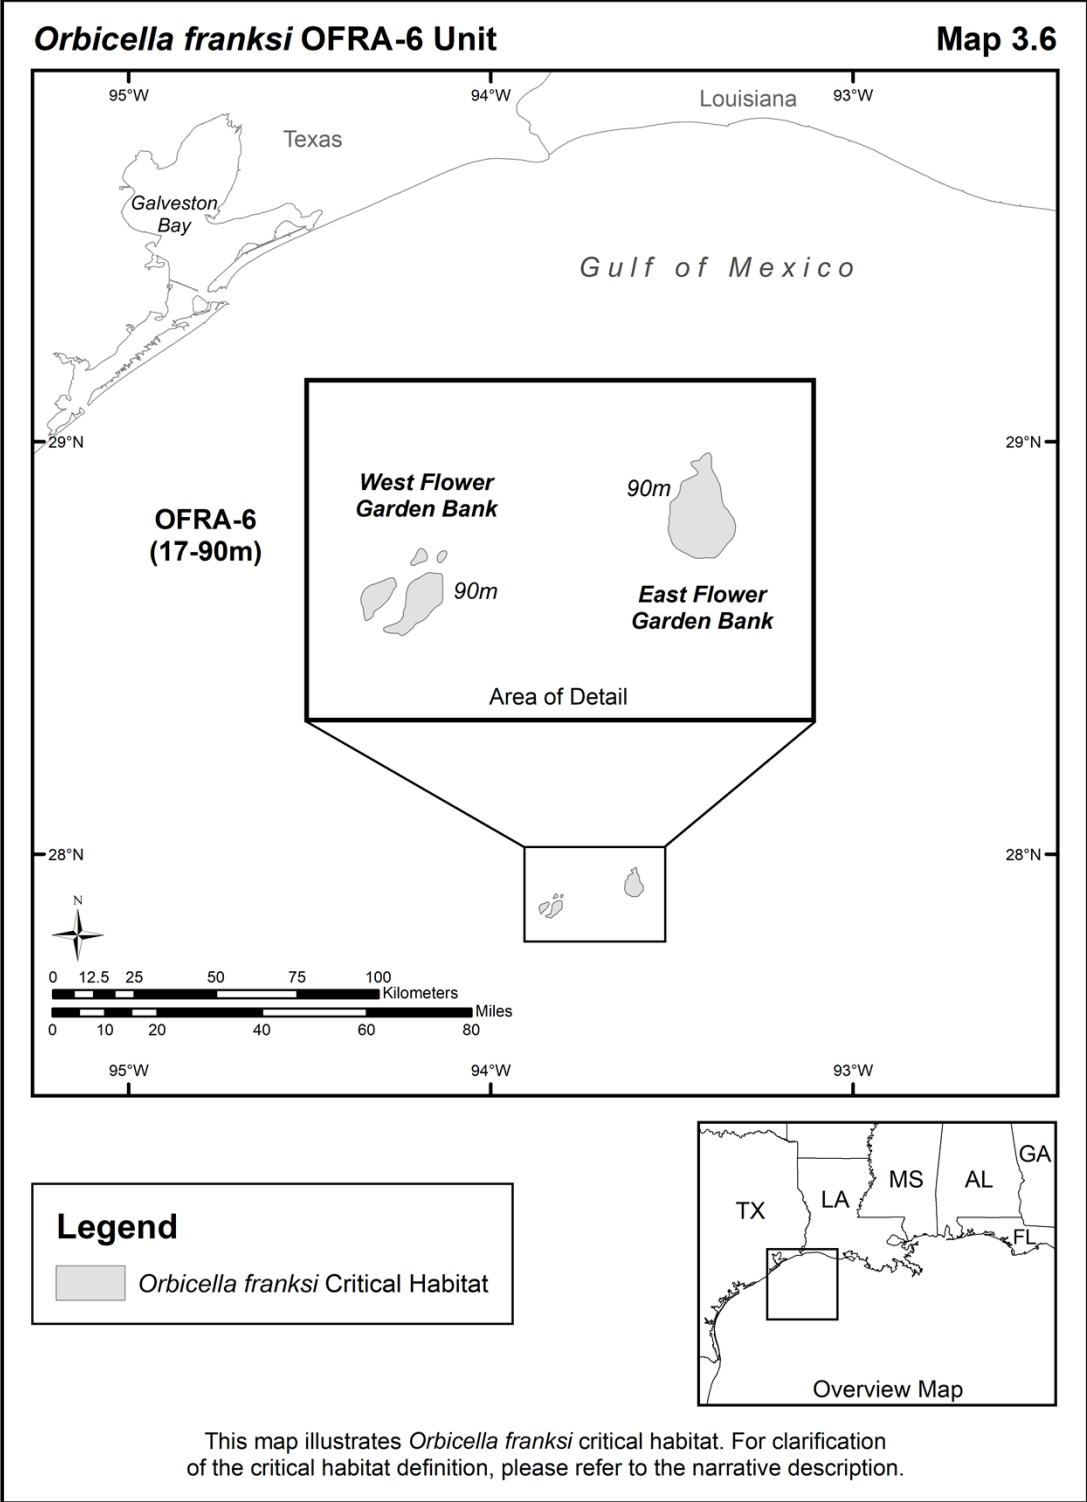 Orbicella franksi OFRA-6 Unit
Map 3.6
95°W
94°W
93°W
Louisiana
Texas
Galveston
Bay
Gulf of Mexico
29°N
29°N
West Flower
Garden Bank
90m
OFRA-6
(17-90m)
90m
East Flower
Garden Bank
Area of Detail
28°N
28°N
N
0 12.5 25 50 75 100
Kilometers
Miles
0 10 20 40 60 80
95°W
94°W
93°W
Legend
Orbicella franksi Critical Habitat
TX
LA
MS
AL
GA
FL
Overview Map
This map illustrates Orbicella franksi critical habitat. For clarification
of the critical habitat definition, please refer to the narrative description.